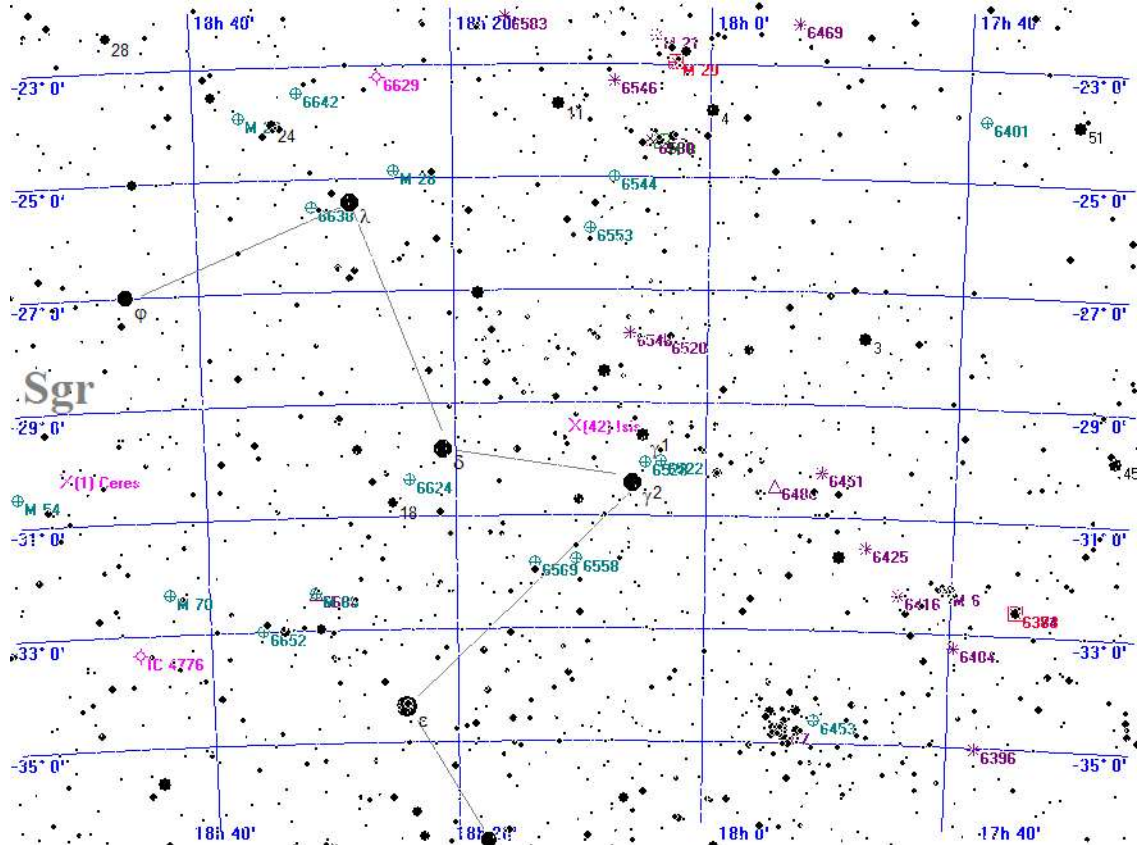 18h 40'
18h 20'
6583
18h 0'
6469
17h 40'
28
M 21
M 20
-23° 0'
6629
6546
-23° 0'
6642
11
4
6401
51
M 2
24
M 28
6544
-25° 0'
6638
λ
-25° 0'
6553
-27° 0'
φ
-27° 0'
6520
3
Sgr
-29° 0'
(42) Isis
γ1
-29° 0'
δ
6522
6451
45
(1) Ceres
6624
γ2
M 54
18
-31° 0'
-31° 0'
6425
6569
6558
M 70
6416
M 6
6652
-33° 0'
6404
-33° 0'
IC 4776
ε
6453
-35° 0'
6396
-35° 0'
18h 40'
18h 20'
18h 0'
17h 40'